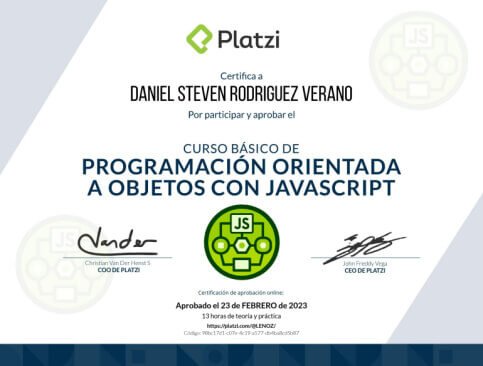 Platzi
Certifica a
DANIEL STEVEN RODRIGUEZ VERANO
Por participar y aprobar el
CURSO BÁSICO DE
PROGRAMACIÓN ORIENTADA
A OBJETOS CON JAVASCRIPT
JS
JS
JS
Christian Van Der Henst S
COO DE PLATZI
John Freddy Vega
CEO DE PLATZI
Certificación de aprobación online:
Aprobado el 23 de FEBRERO de 2023
13 horas de teoría y práctica
https://platzi.com/@LENOZ/
Código: